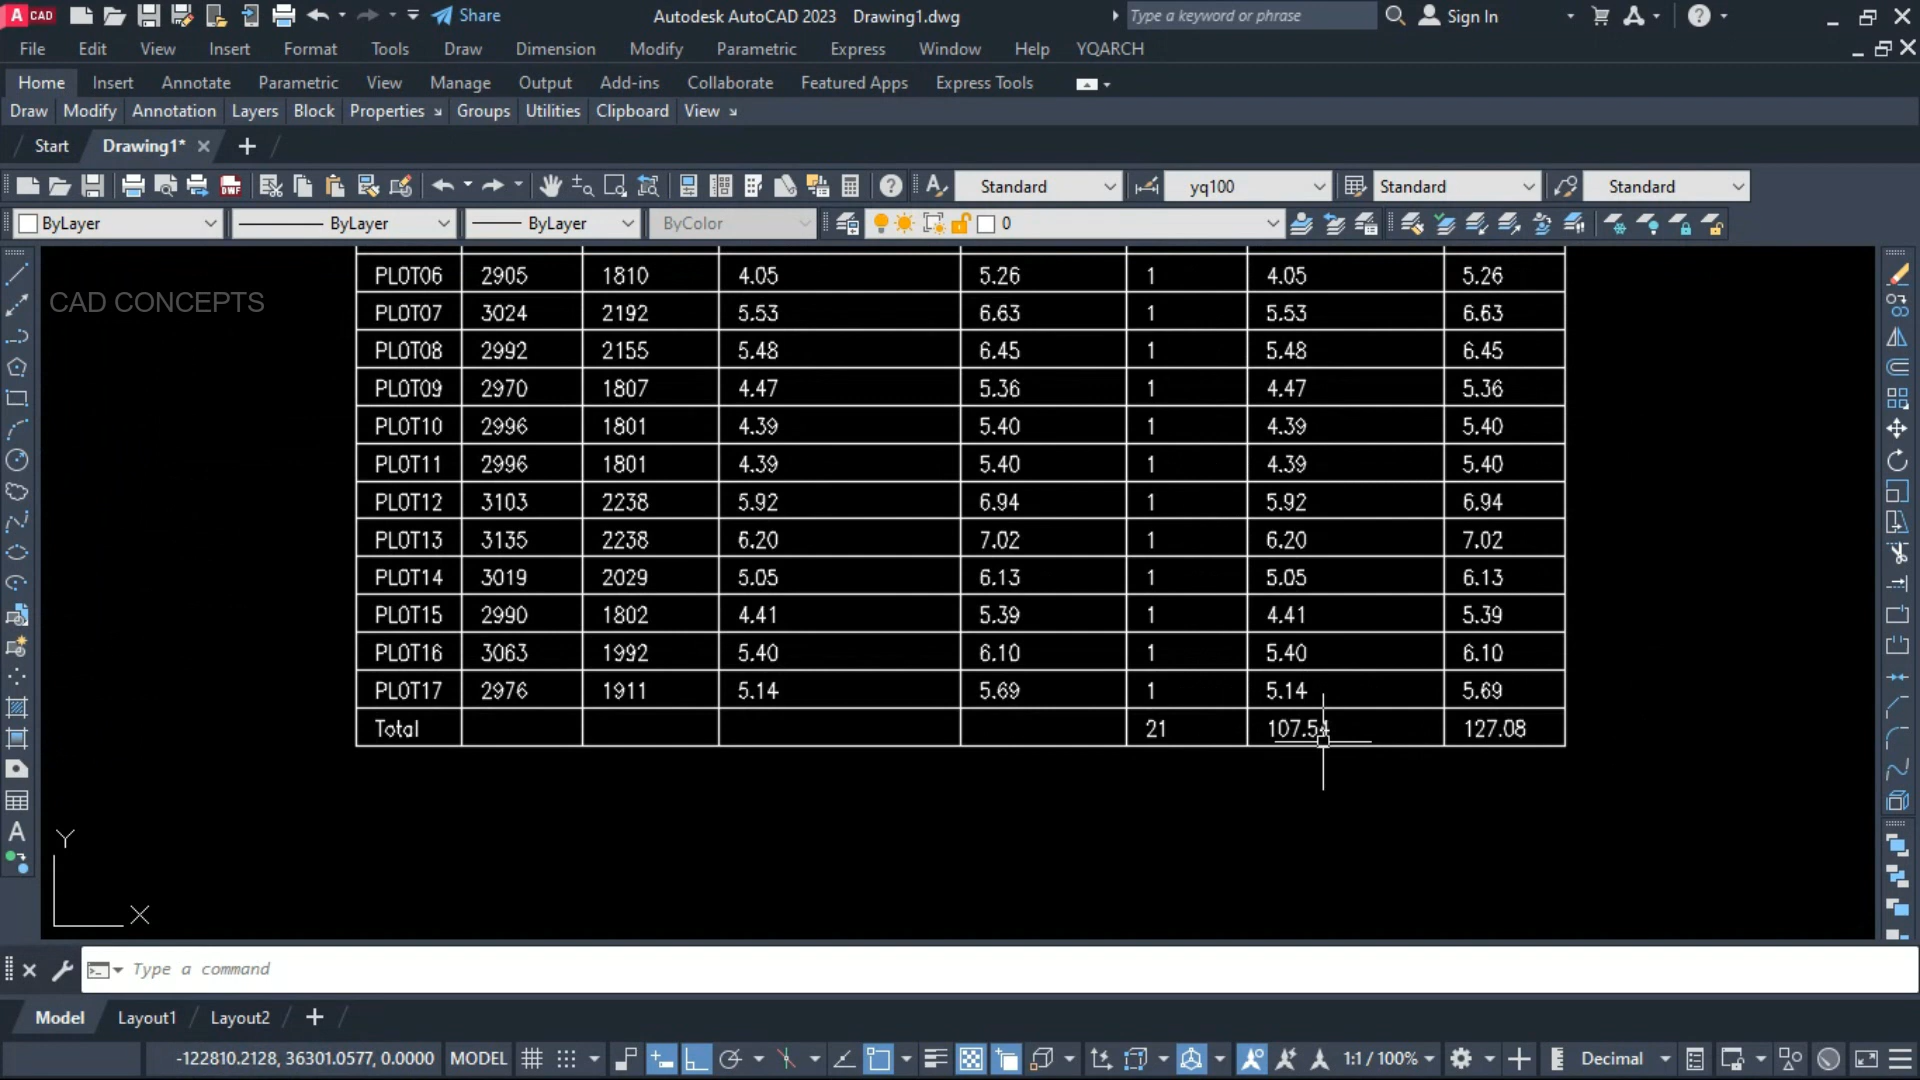 CAD
Share
Autodesk AutoCAD 2023 Drawing1.dwg
Type a keyword or phrase
Sign In
File Edit View Insert Format Tools Draw Dimension Modify Parametric Express Window Help YQARCH
Home Insert Annotate Parametric View Manage Output Add-ins Collaborate Featured Apps Express Tools
Draw Modify Annotation Layers Block Properties Groups Utilities Clipboard View
Start Drawing1*
Standard yq100 Standard Standard
ByLayer ByLayer ByLayer ByColor 0
CAD CONCEPTS
PLOT06 2905 1810 4.05 5.26 1 4.05 5.26
PLOT07 3024 2192 5.53 6.63 1 5.53 6.63
PLOT08 2992 2155 5.48 6.45 1 5.48 6.45
PLOT09 2970 1807 4.47 5.36 1 4.47 5.36
PLOT10 2996 1801 4.39 5.40 1 4.39 5.40
PLOT11 2996 1801 4.39 5.40 1 4.39 5.40
PLOT12 3103 2238 5.92 6.94 1 5.92 6.94
PLOT13 3135 2238 6.20 7.02 1 6.20 7.02
PLOT14 3019 2029 5.05 6.13 1 5.05 6.13
PLOT15 2990 1802 4.41 5.39 1 4.41 5.39
PLOT16 3063 1992 5.40 6.10 1 5.40 6.10
PLOT17 2976 1911 5.14 5.69 1 5.14 5.69
Total 21 107.54 127.08
Y
X
Type a command
Model Layout1 Layout2
-122810.2128, 36301.0577, 0.0000 MODEL 1:1 / 100% Decimal